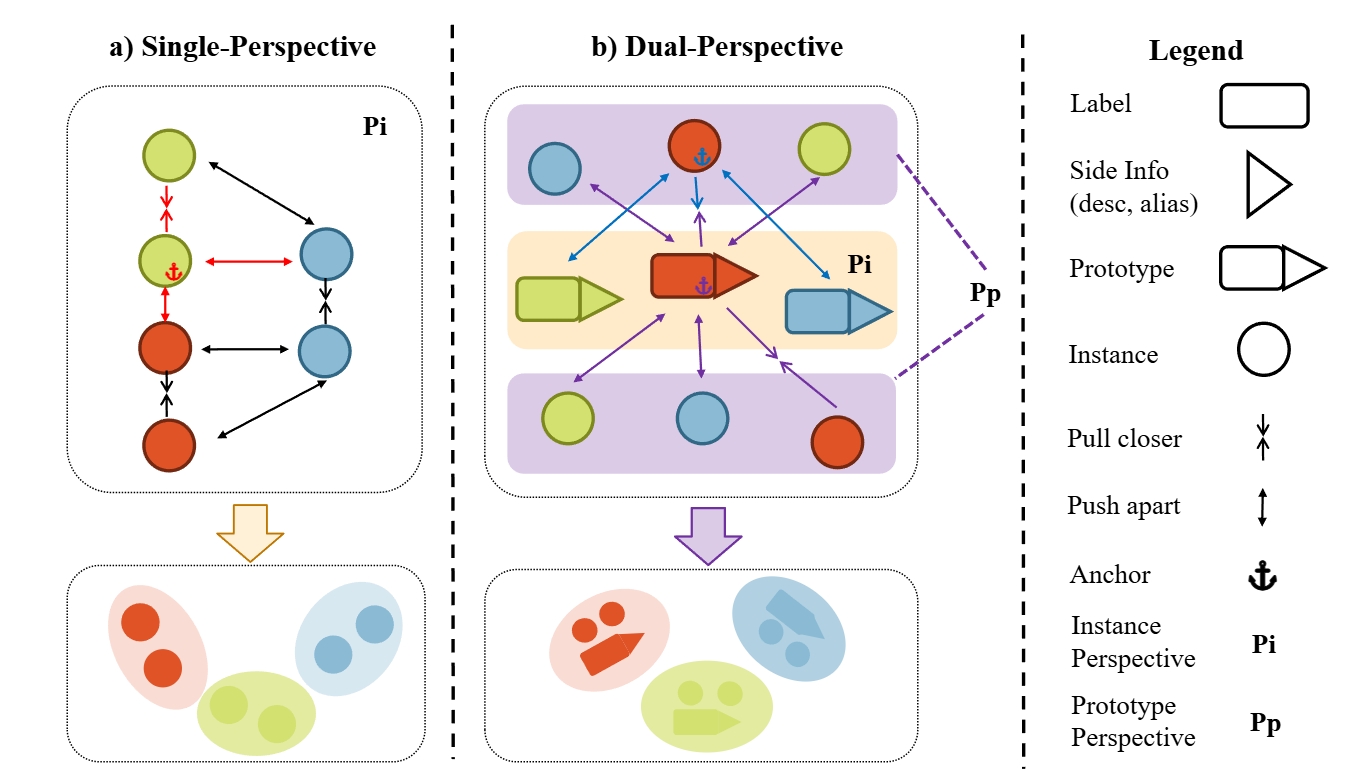 a) Single-Perspective
Pi
b) Dual-Perspective
Pi
Pp
Legend
Label
Side Info
(desc, alias)
Prototype
Instance
Pull closer
Push apart
Anchor
Instance
Perspective
Pi
Prototype
Perspective
Pp